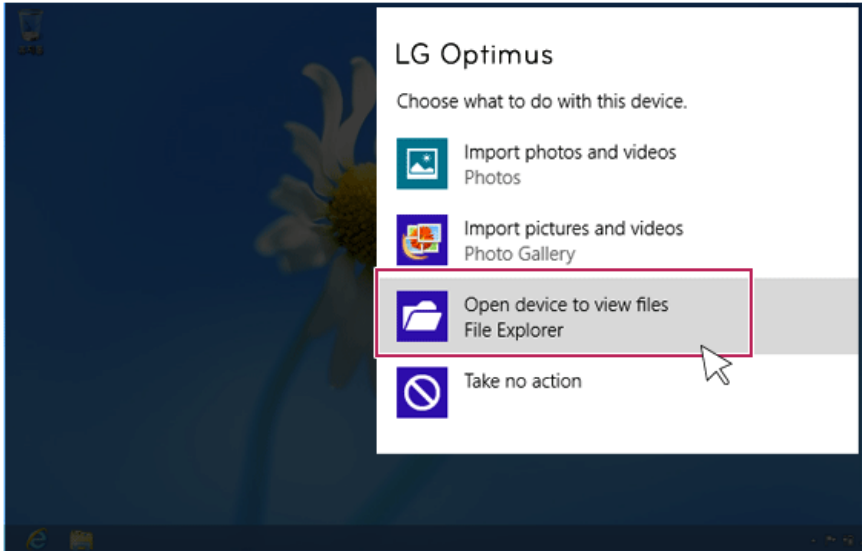 LG Optimus
Choose what to do with this device.
Import photos and videos
Photos
Import pictures and videos
Photo Gallery
Open device to view files
File Explorer
Take no action